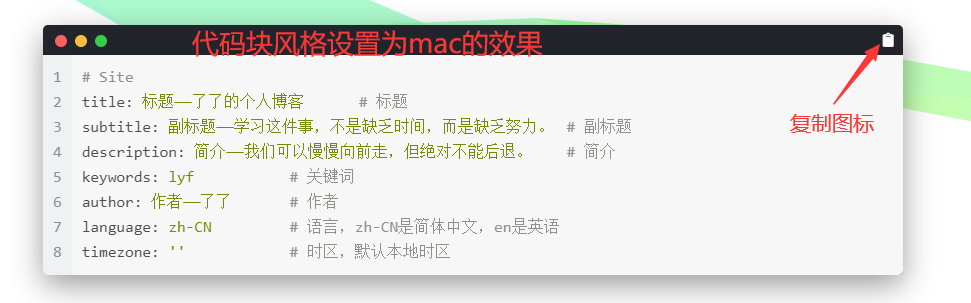 代码块风格设置为mac的效果
复制图标
1 # Site
2 title: 标题——了了的个人博客 # 标题
3 subtitle: 副标题——学习这件事，不是缺乏时间，而是缺乏努力。 # 副标题
4 description: 简介——我们可以慢慢向前走，但绝对不能后退。 # 简介
5 keywords: lyf # 关键词
6 author: 作者——了了 # 作者
7 language: zh-CN # 语言，zh-CN是简体中文，en是英语
8 timezone: '' # 时区，默认本地时区